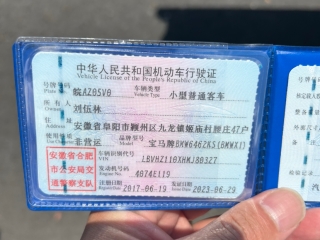 中华人民共和国机动车行驶证
Vehicle License of the People's Republic of China
号牌号码 皖AZ05V0 车辆类型 小型普通客车
Plate No. Vehicle Type
所有人 刘伍林
住址 安徽省阜阳市颍州区九龙镇姬庙村腰庄47户
使用性质 非营运 品牌型号 宝马牌BMW6462KS(BMWX1)
安徽省合肥市公安局交通警察支队
车辆识别代号 LBVHZ110XHMJ80327
VIN
发动机号码 4074E119
Engine No.
注册日期 2017-06-19 发证日期 2023-06-29